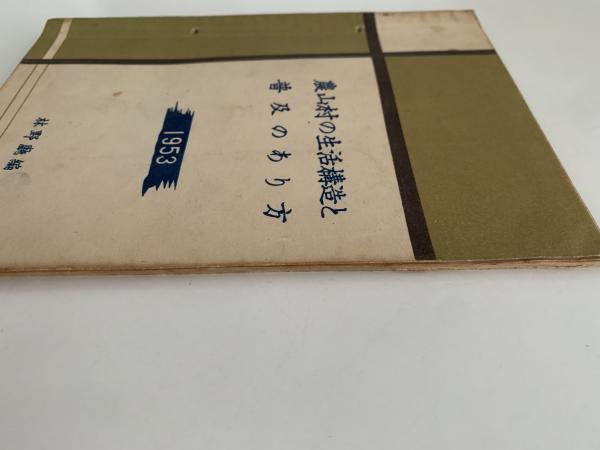 農山村の生活構造と
普及のあり方
1953
林野廳編